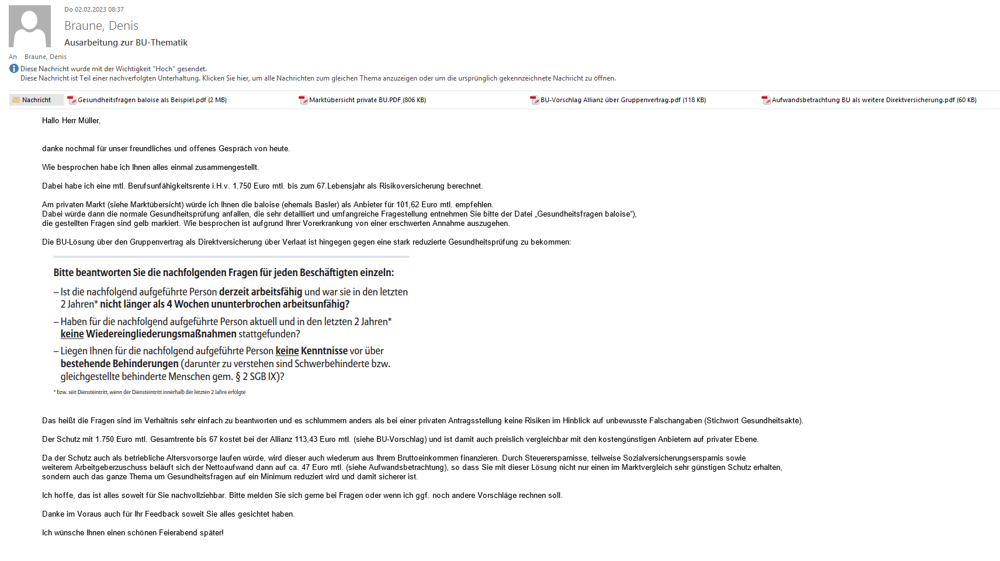 Do 02.02.2023 08:37
Braune, Denis
Ausarbeitung zur BU-Thematik
An Braune, Denis
Diese Nachricht wurde mit der Wichtigkeit "Hoch" gesendet.
Diese Nachricht ist Teil einer nachverfolgten Unterhaltung. Klicken Sie hier, um alle Nachrichten zum gleichen Thema anzuzeigen oder um die ursprünglich gekennzeichnete Nachricht zu öffnen.
Nachricht Gesundheitsfragen baloise als Beispiel.pdf (2 MB) Marktübersicht private BU.PDF (806 KB) BU-Vorschlag Allianz über Gruppenvertrag.pdf (118 KB) Aufwandsbetrachtung BU als weitere Direktversicherung.pdf (60 KB)
Hallo Herr Müller,
danke nochmal für unser freundliches und offenes Gespräch von heute.
Wie besprochen habe ich Ihnen alles einmal zusammengestellt.
Dabei habe ich eine mtl. Berufsunfähigkeitsrente i.H.v. 1.750 Euro mtl. bis zum 67.Lebensjahr als Risikoversicherung berechnet.
Am privaten Markt (siehe Marktübersicht) würde ich Ihnen die baloise (ehemals Basler) als Anbieter für 101,62 Euro mtl. empfehlen.
Dabei würde dann die normale Gesundheitsprüfung anfallen, die sehr detailliert und umfangreiche Fragestellung entnehmen Sie bitte der Datei „Gesundheitsfragen baloise“),
die gestellten Fragen sind gelb markiert. Wie besprochen ist aufgrund Ihrer Vorerkrankung von einer erschwerten Annahme auszugehen.
Die BU-Lösung über den Gruppenvertrag als Direktversicherung über Verlaat ist hingegen gegen eine stark reduzierte Gesundheitsprüfung zu bekommen:
Bitte beantworten Sie die nachfolgenden Fragen für jeden Beschäftigten einzeln:
– Ist die nachfolgend aufgeführte Person derzeit arbeitsfähig und war sie in den letzten
2 Jahren* nicht länger als 4 Wochen ununterbrochen arbeitsunfähig?
– Haben für die nachfolgend aufgeführte Person aktuell und in den letzten 2 Jahren*
keine Wiedereingliederungsmaßnahmen stattgefunden?
– Liegen Ihnen für die nachfolgend aufgeführte Person keine Kenntnisse vor über
bestehende Behinderungen (darunter zu verstehen sind Schwerbehinderte bzw.
gleichgestellte behinderte Menschen gem. § 2 SGB IX)?
* bzw. seit Diensteintritt, wenn der Diensteintritt innerhalb der letzten 2 Jahre erfolgte
Das heißt die Fragen sind im Verhältnis sehr einfach zu beantworten und es schlummern anders als bei einer privaten Antragsstellung keine Risiken im Hinblick auf unbewusste Falschangaben (Stichwort Gesundheitsakte).
Der Schutz mit 1.750 Euro mtl. Gesamtrente bis 67 kostet bei der Allianz 113,43 Euro mtl. (siehe BU-Vorschlag) und ist damit auch preislich vergleichbar mit den kostengünstigen Anbietern auf privater Ebene.
Da der Schutz auch als betriebliche Altersvorsorge laufen würde, wird dieser auch wiederum aus Ihrem Bruttoeinkommen finanzieren. Durch Steuerersparnisse, teilweise Sozialversicherungsersparnis sowie
weiterem Arbeitgeberzuschuss beläuft sich der Nettoaufwand dann auf ca. 47 Euro mtl. (siehe Aufwandsbetrachtung), so dass Sie mit dieser Lösung nicht nur einen im Marktvergleich sehr günstigen Schutz erhalten,
sondern auch das ganze Thema um Gesundheitsfragen auf ein Minimum reduziert wird und damit sicherer ist.
Ich hoffe, das ist alles soweit für Sie nachvollziehbar. Bitte melden Sie sich gerne bei Fragen oder wenn ich ggf. noch andere Vorschläge rechnen soll.
Danke im Voraus auch für Ihr Feedback soweit Sie alles gesichtet haben.
Ich wünsche Ihnen einen schönen Feierabend später!